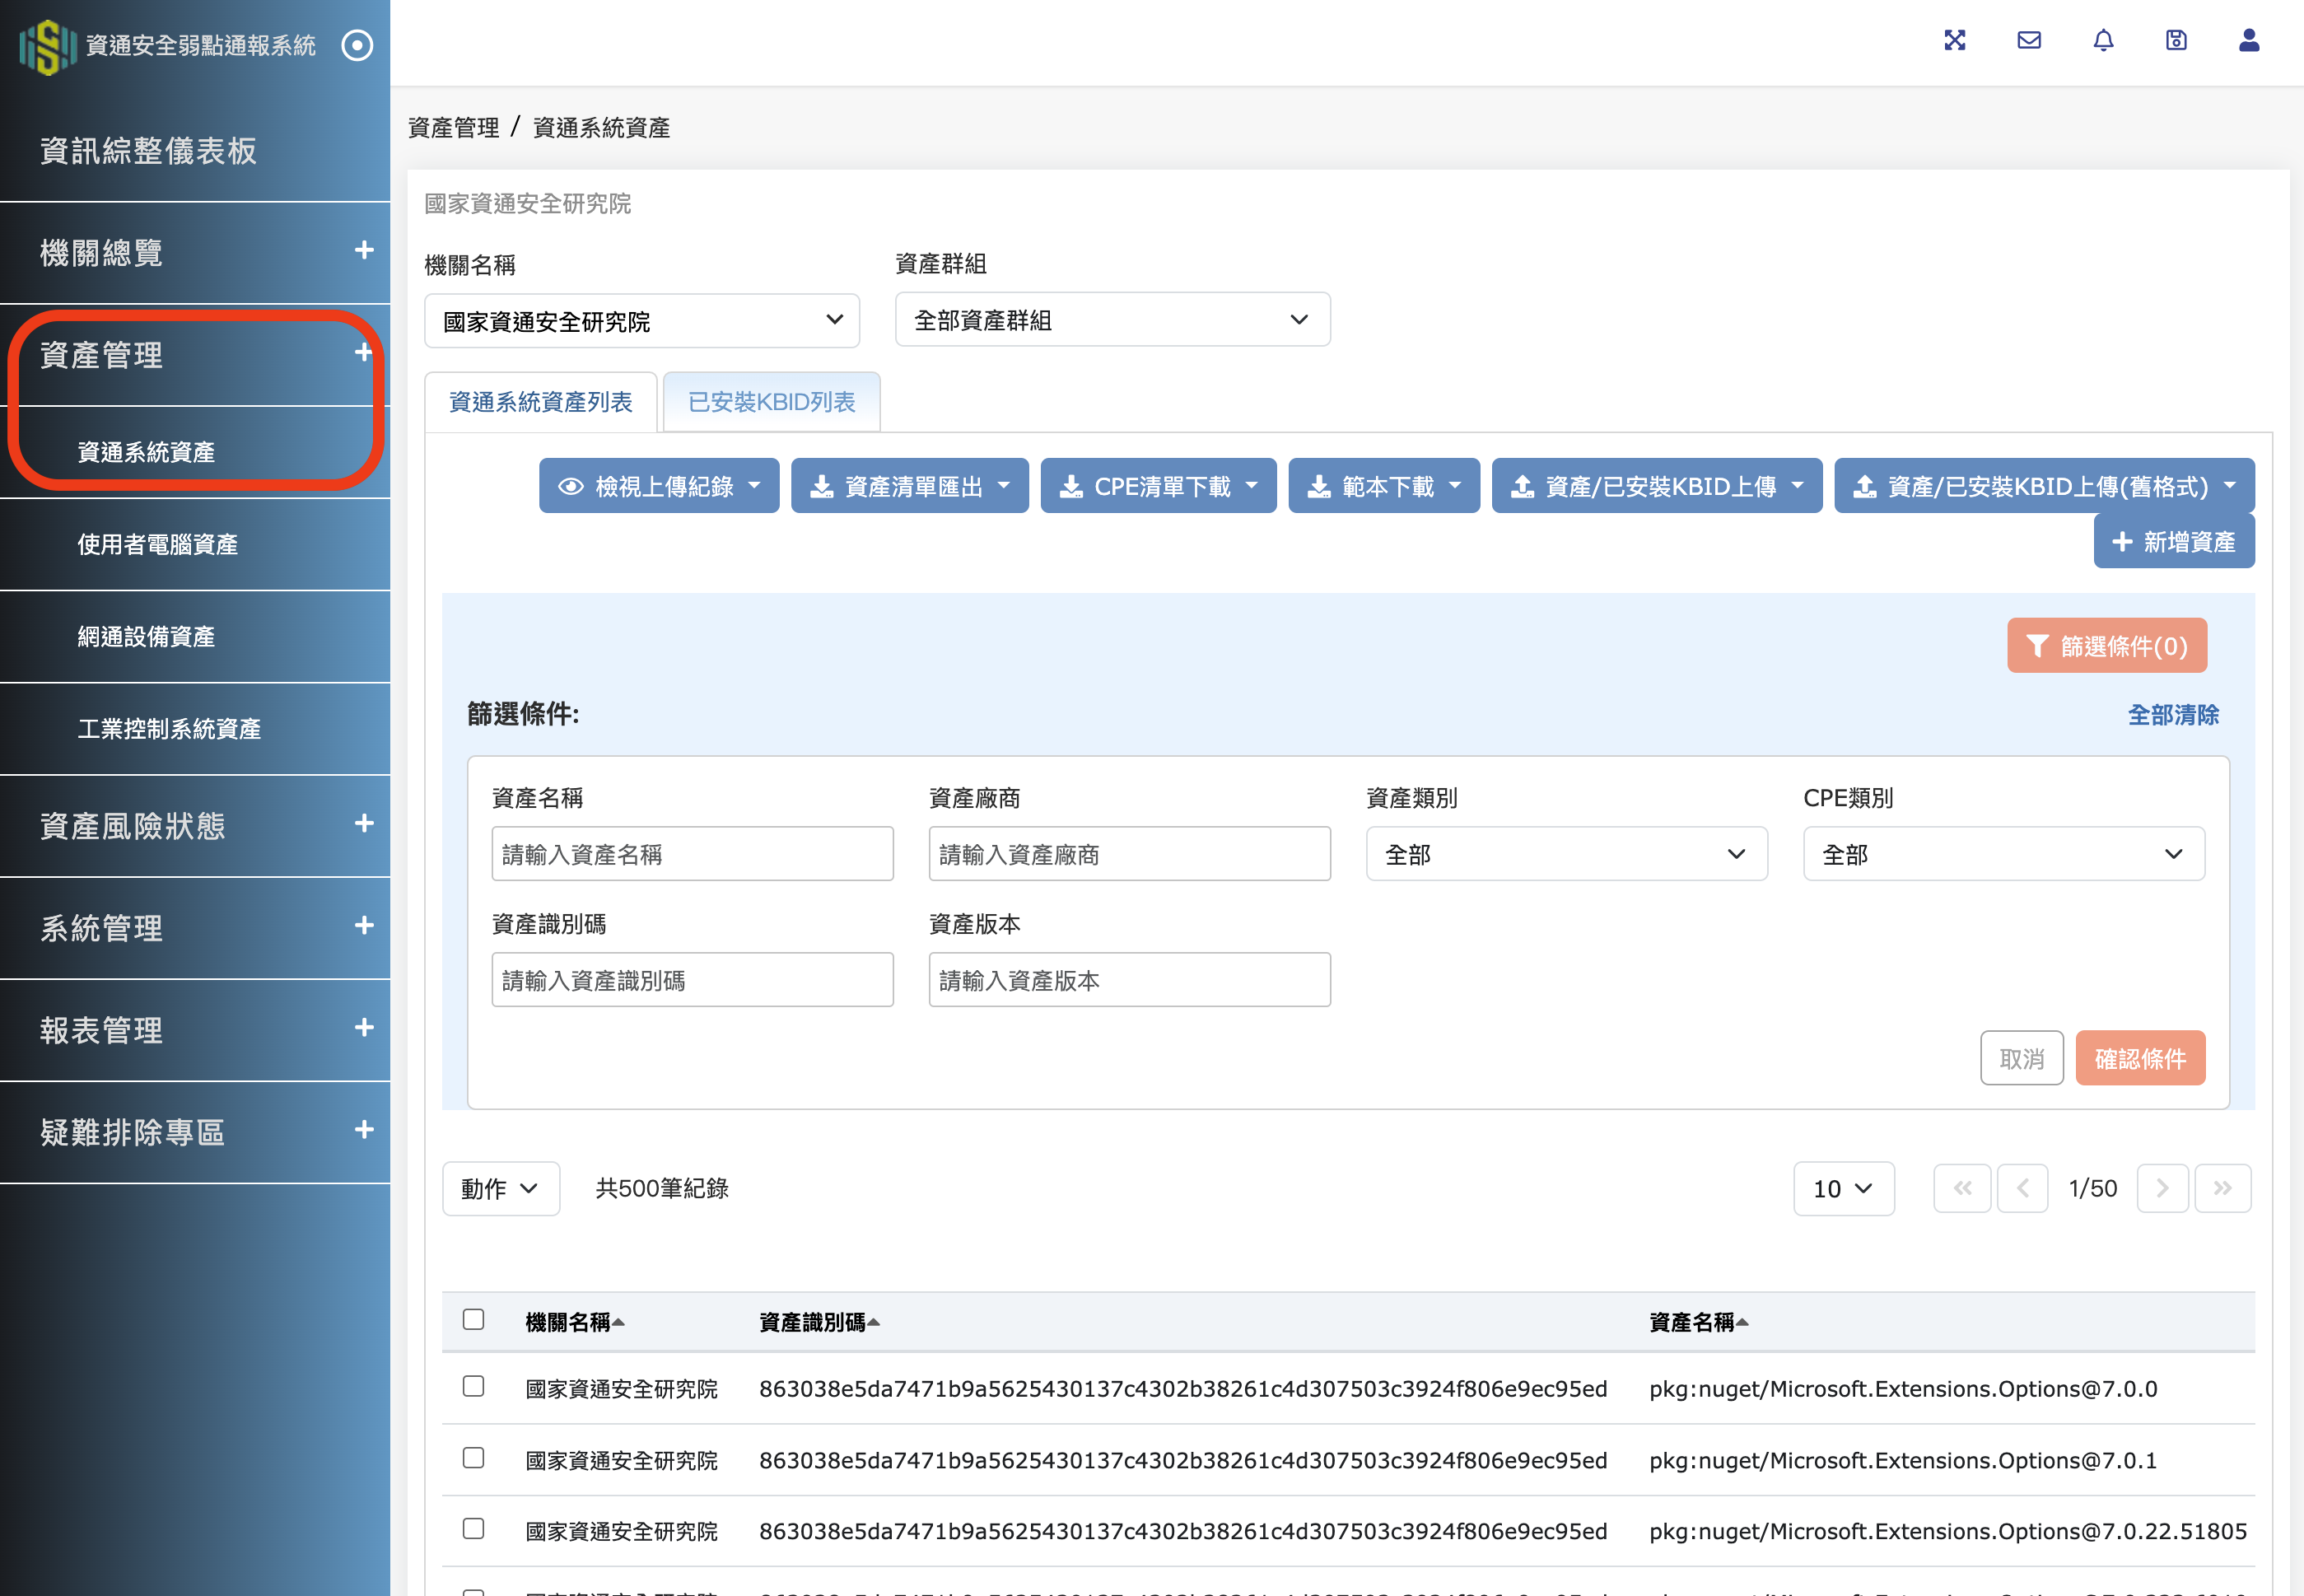 資通安全弱點通報系統
資訊綜整儀表板
機關總覽
資產管理
資通系統資產
使用者電腦資產
網通設備資產
工業控制系統資產
資產風險狀態
系統管理
報表管理
疑難排除專區
資產管理 / 資通系統資產
國家資通安全研究院
機關名稱
國家資通安全研究院
資產群組
全部資產群組
資通系統資產列表
已安裝KBID列表
檢視上傳紀錄
資產清單匯出
CPE清單下載
範本下載
資產/已安裝KBID上傳
資產/已安裝KBID上傳(舊格式)
新增資產
篩選條件(0)
篩選條件:
全部清除
資產名稱
請輸入資產名稱
資產廠商
請輸入資產廠商
資產類別
全部
CPE類別
全部
資產識別碼
請輸入資產識別碼
資產版本
請輸入資產版本
取消
確認條件
動作
共500筆紀錄
10
1/50
機關名稱 資產識別碼 資產名稱
國家資通安全研究院 863038e5da7471b9a5625430137c4302b38261c4d307503c3924f806e9ec95ed pkg:nuget/Microsoft.Extensions.Options@7.0.0
國家資通安全研究院 863038e5da7471b9a5625430137c4302b38261c4d307503c3924f806e9ec95ed pkg:nuget/Microsoft.Extensions.Options@7.0.1
國家資通安全研究院 863038e5da7471b9a5625430137c4302b38261c4d307503c3924f806e9ec95ed pkg:nuget/Microsoft.Extensions.Options@7.0.22.51805